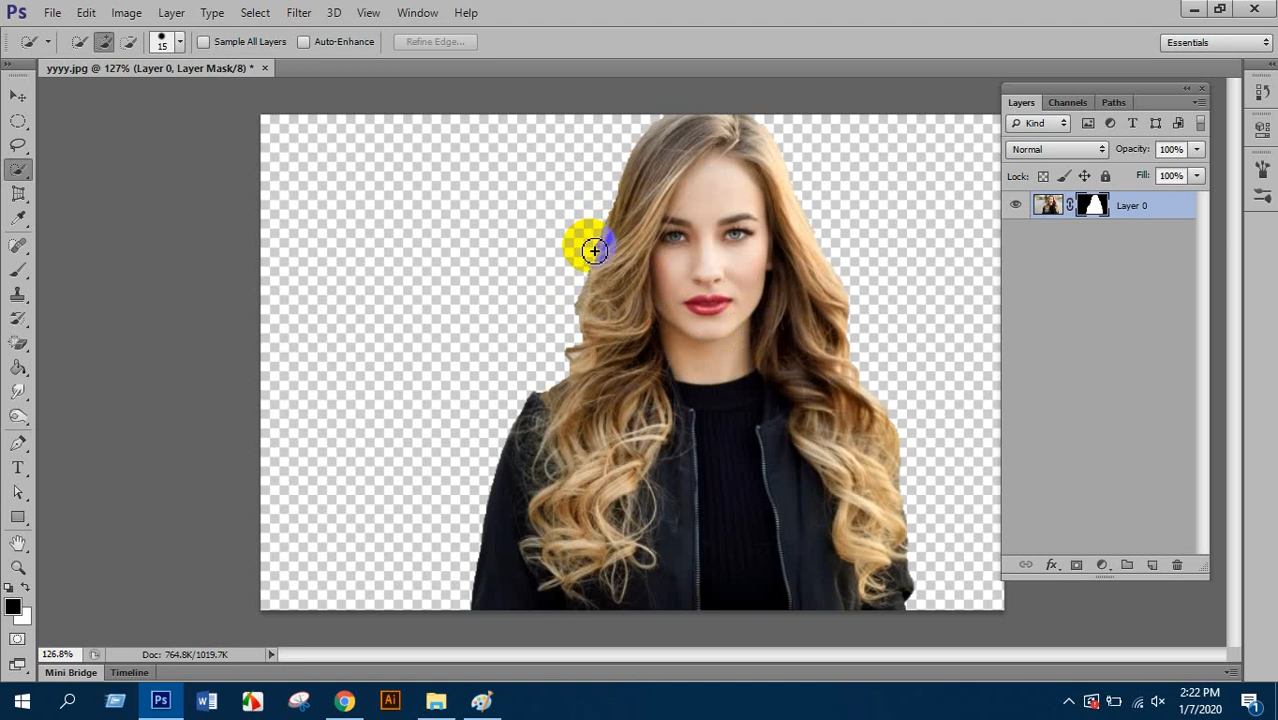 Ps File Edit Image Layer Type Select Filter 3D View Window Help
15 Sample All Layers Auto-Enhance Refine Edge... Essentials
yyyy.jpg @ 127% (Layer 0, Layer Mask/8) * ×
Layers Channels Paths
Kind
Normal Opacity: 100%
Lock: Fill: 100%
Layer 0
126.8% Doc: 764.8K/1019.7K
Mini Bridge Timeline
Ps W Ai 2:22 PM
1/7/2020 1